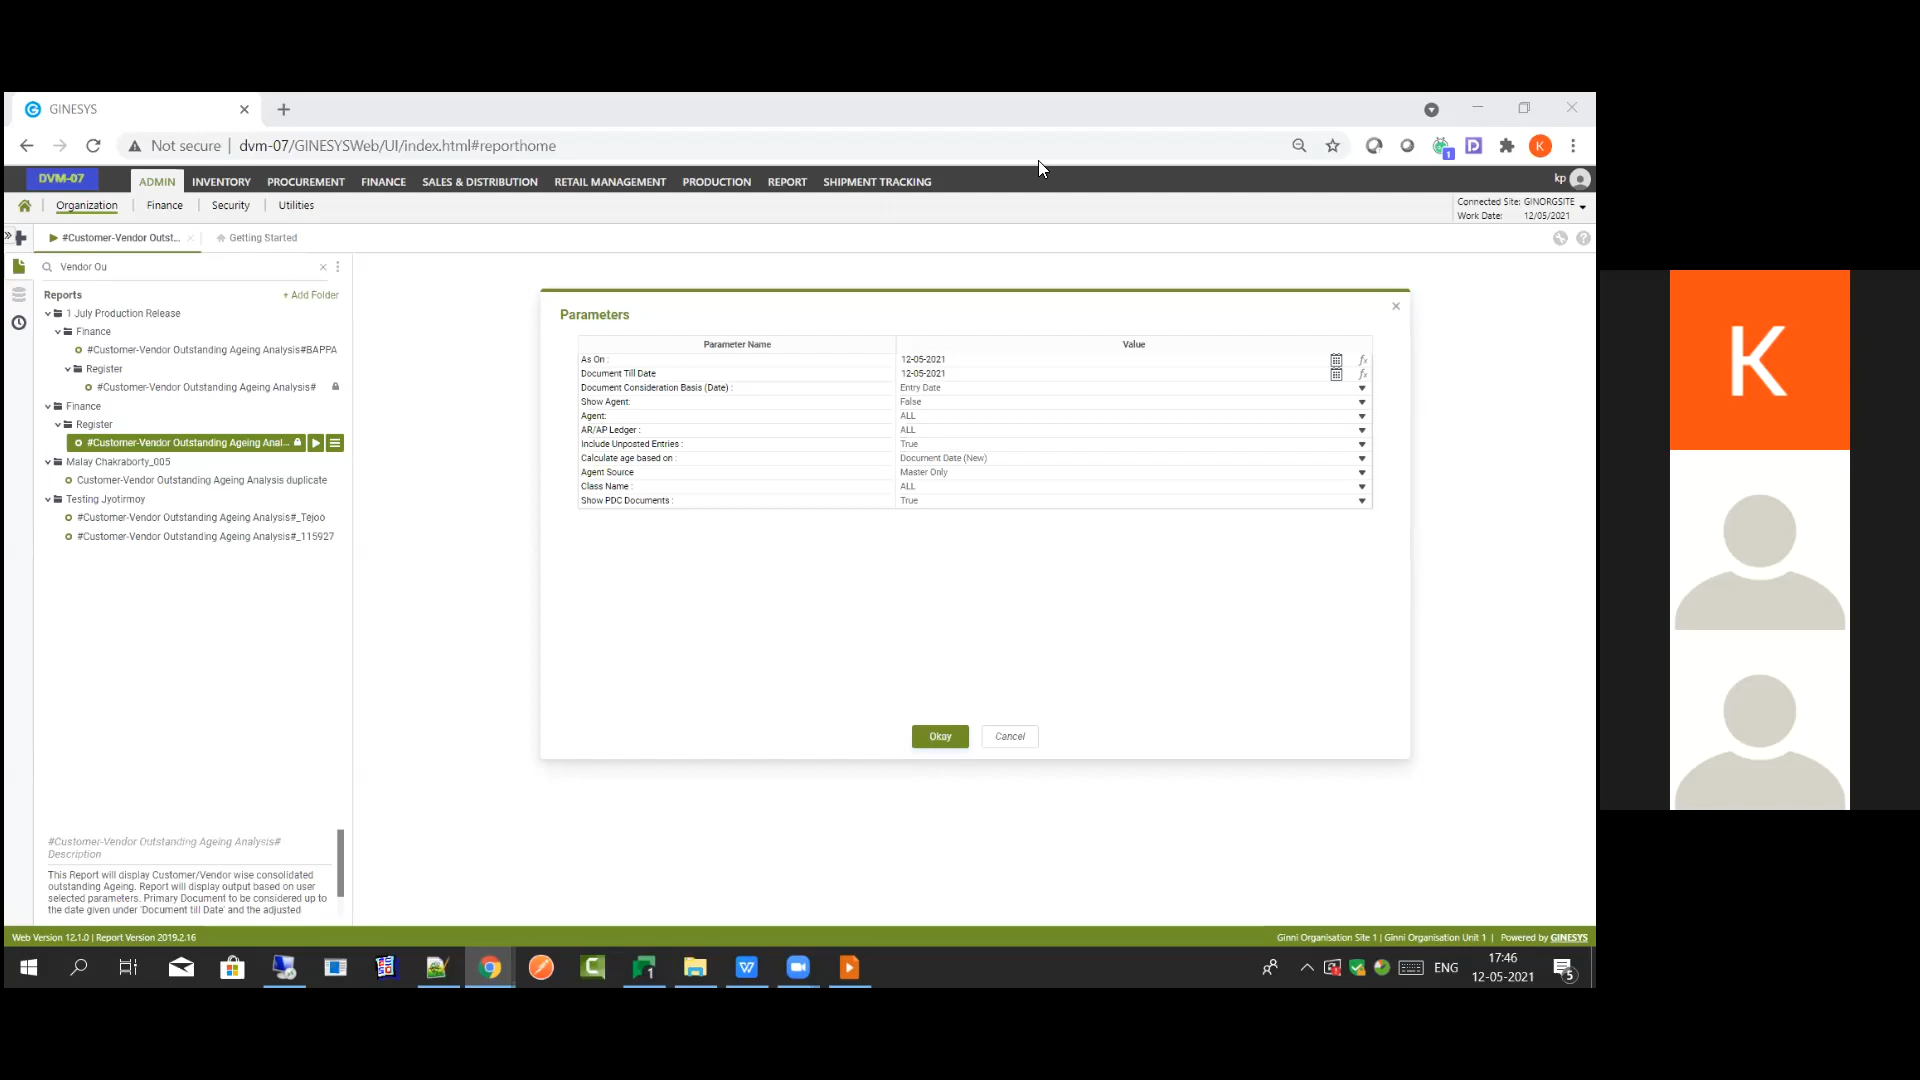 GINESYS
Not secure
dvm-07/GINESYSWeb/UI/index.html#reporthome
1
K
DVM-07
ADMIN
INVENTORY
PROCUREMENT
FINANCE
SALES & DISTRIBUTION
RETAIL MANAGEMENT
PRODUCTION
REPORT
SHIPMENT TRACKING
kp
Organization
Finance
Security
Utilities
Connected Site: GINORGSITE
Work Date: 12/05/2021
#Customer-Vendor Outst...
Getting Started
Vendor Ou
Reports
+ Add Folder
1 July Production Release
Finance
#Customer-Vendor Outstanding Ageing Analysis#BAPPA
Register
#Customer-Vendor Outstanding Ageing Analysis#
Finance
Register
#Customer-Vendor Outstanding Ageing Anal...
Malay Chakraborty_005
Customer-Vendor Outstanding Ageing Analysis duplicate
Testing Jyotirmoy
#Customer-Vendor Outstanding Ageing Analysis#_Tejoo
#Customer-Vendor Outstanding Ageing Analysis#_115927
#Customer-Vendor Outstanding Ageing Analysis#
Description
This Report will display Customer/Vendor wise consolidated
outstanding Ageing. Report will display output based on user
selected parameters. Primary Document to be considered up to
the date given under 'Document till Date' and the adjusted
Parameters
Parameter Name Value
As On : 12-05-2021 fx
Document Till Date 12-05-2021 fx
Document Consideration Basis (Date) : Entry Date
Show Agent: False
Agent: ALL
AR/AP Ledger : ALL
Include Unposted Entries : True
Calculate age based on : Document Date (New)
Agent Source Master Only
Class Name : ALL
Show PDC Documents : True
Okay
Cancel
Web Version 12.1.0 | Report Version 2019.2.16
Ginni Organisation Site 1 | Ginni Organisation Unit 1 | Powered by GINESYS
ENG
17:46
12-05-2021
5
K